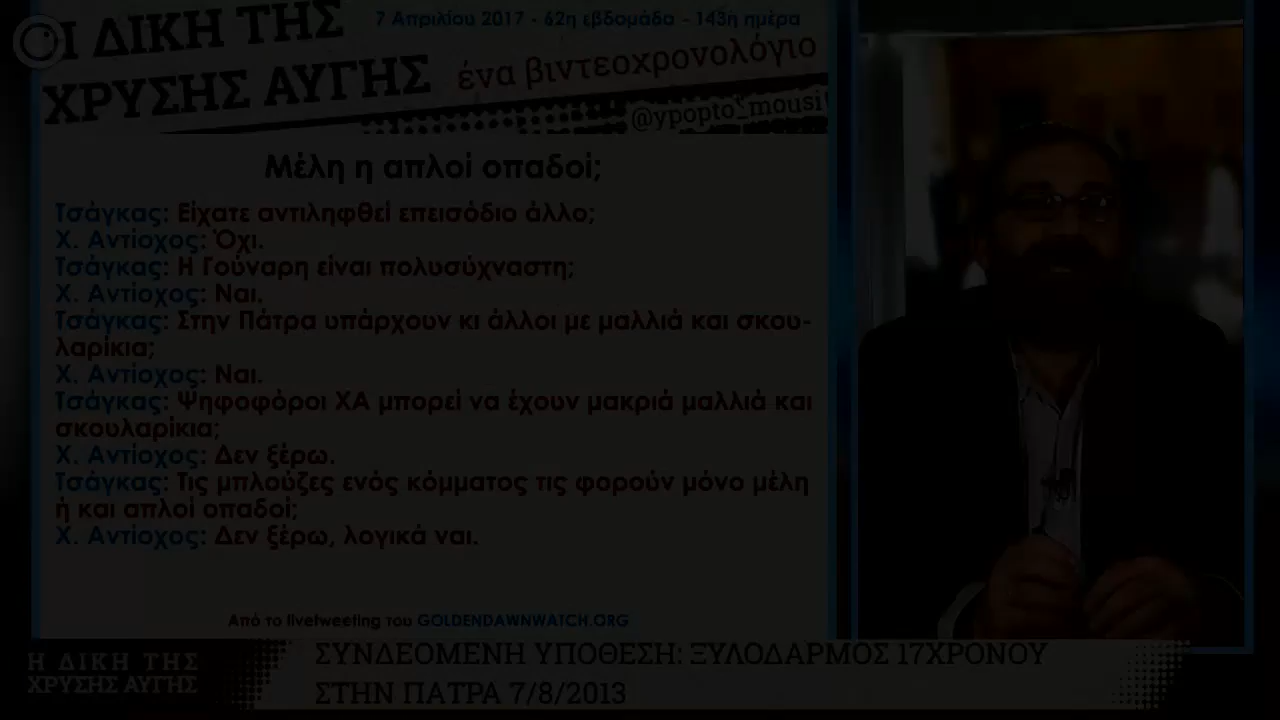 7 Απριλίου 2017 - 62η εβδομάδα - 143η ημέρα
Η ΔΙΚΗ ΤΗΣ
ΧΡΥΣΗΣ ΑΥΓΗΣ
ένα βιντεοχρονολόγιο
@ypopto_mousi
Μέλη η απλοί οπαδοί;
Τσάγκας: Είχατε αντιληφθεί επεισόδιο άλλο;
Χ. Αντίοχος: Όχι.
Τσάγκας: Η Γούναρη είναι πολυσύχναστη;
Χ. Αντίοχος: Ναι.
Τσάγκας: Στην Πάτρα υπάρχουν κι άλλοι με μαλλιά και σκου-
λαρίκια;
Χ. Αντίοχος: Ναι.
Τσάγκας: Ψηφοφόροι ΧΑ μπορεί να έχουν μακριά μαλλιά και
σκουλαρίκια;
Χ. Αντίοχος: Δεν ξέρω.
Τσάγκας: Τις μπλούζες ενός κόμματος τις φορούν μόνο μέλη
ή και απλοί οπαδοί;
Χ. Αντίοχος: Δεν ξέρω, λογικά ναι.
Από το livetweeting του GOLDENDAWNWATCH.ORG
Η ΔΙΚΗ ΤΗΣ
ΧΡΥΣΗΣ ΑΥΓΗΣ
ΣΥΝΔΕΟΜΕΝΗ ΥΠΟΘΕΣΗ: ΞΥΛΟΔΑΡΜΟΣ 17ΧΡΟΝΟΥ
ΣΤΗΝ ΠΑΤΡΑ 7/8/2013